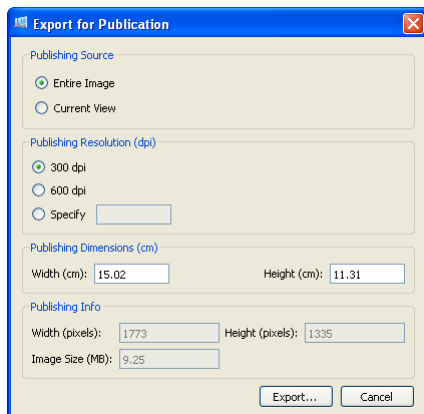 Export for Publication
Publishing Source
Entire Image
Current View
Publishing Resolution (dpi)
300 dpi
600 dpi
Specify
Publishing Dimensions (cm)
Width (cm): 15.02 Height (cm): 11.31
Publishing Info
Width (pixels): 1773 Height (pixels): 1335
Image Size (MB): 9.25
Export... Cancel